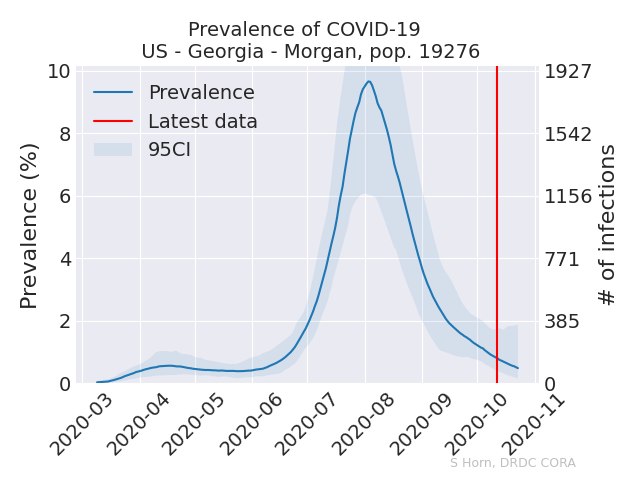 Prevalence of COVID-19
US - Georgia - Morgan, pop. 19276
Prevalence (%)
10
8
6
4
2
0
Prevalence
Latest data
95CI
1927
1542
1156
771
385
0
# of infections
2020-03
2020-04
2020-05
2020-06
2020-07
2020-08
2020-09
2020-10
2020-11
S Horn, DRDC CORA